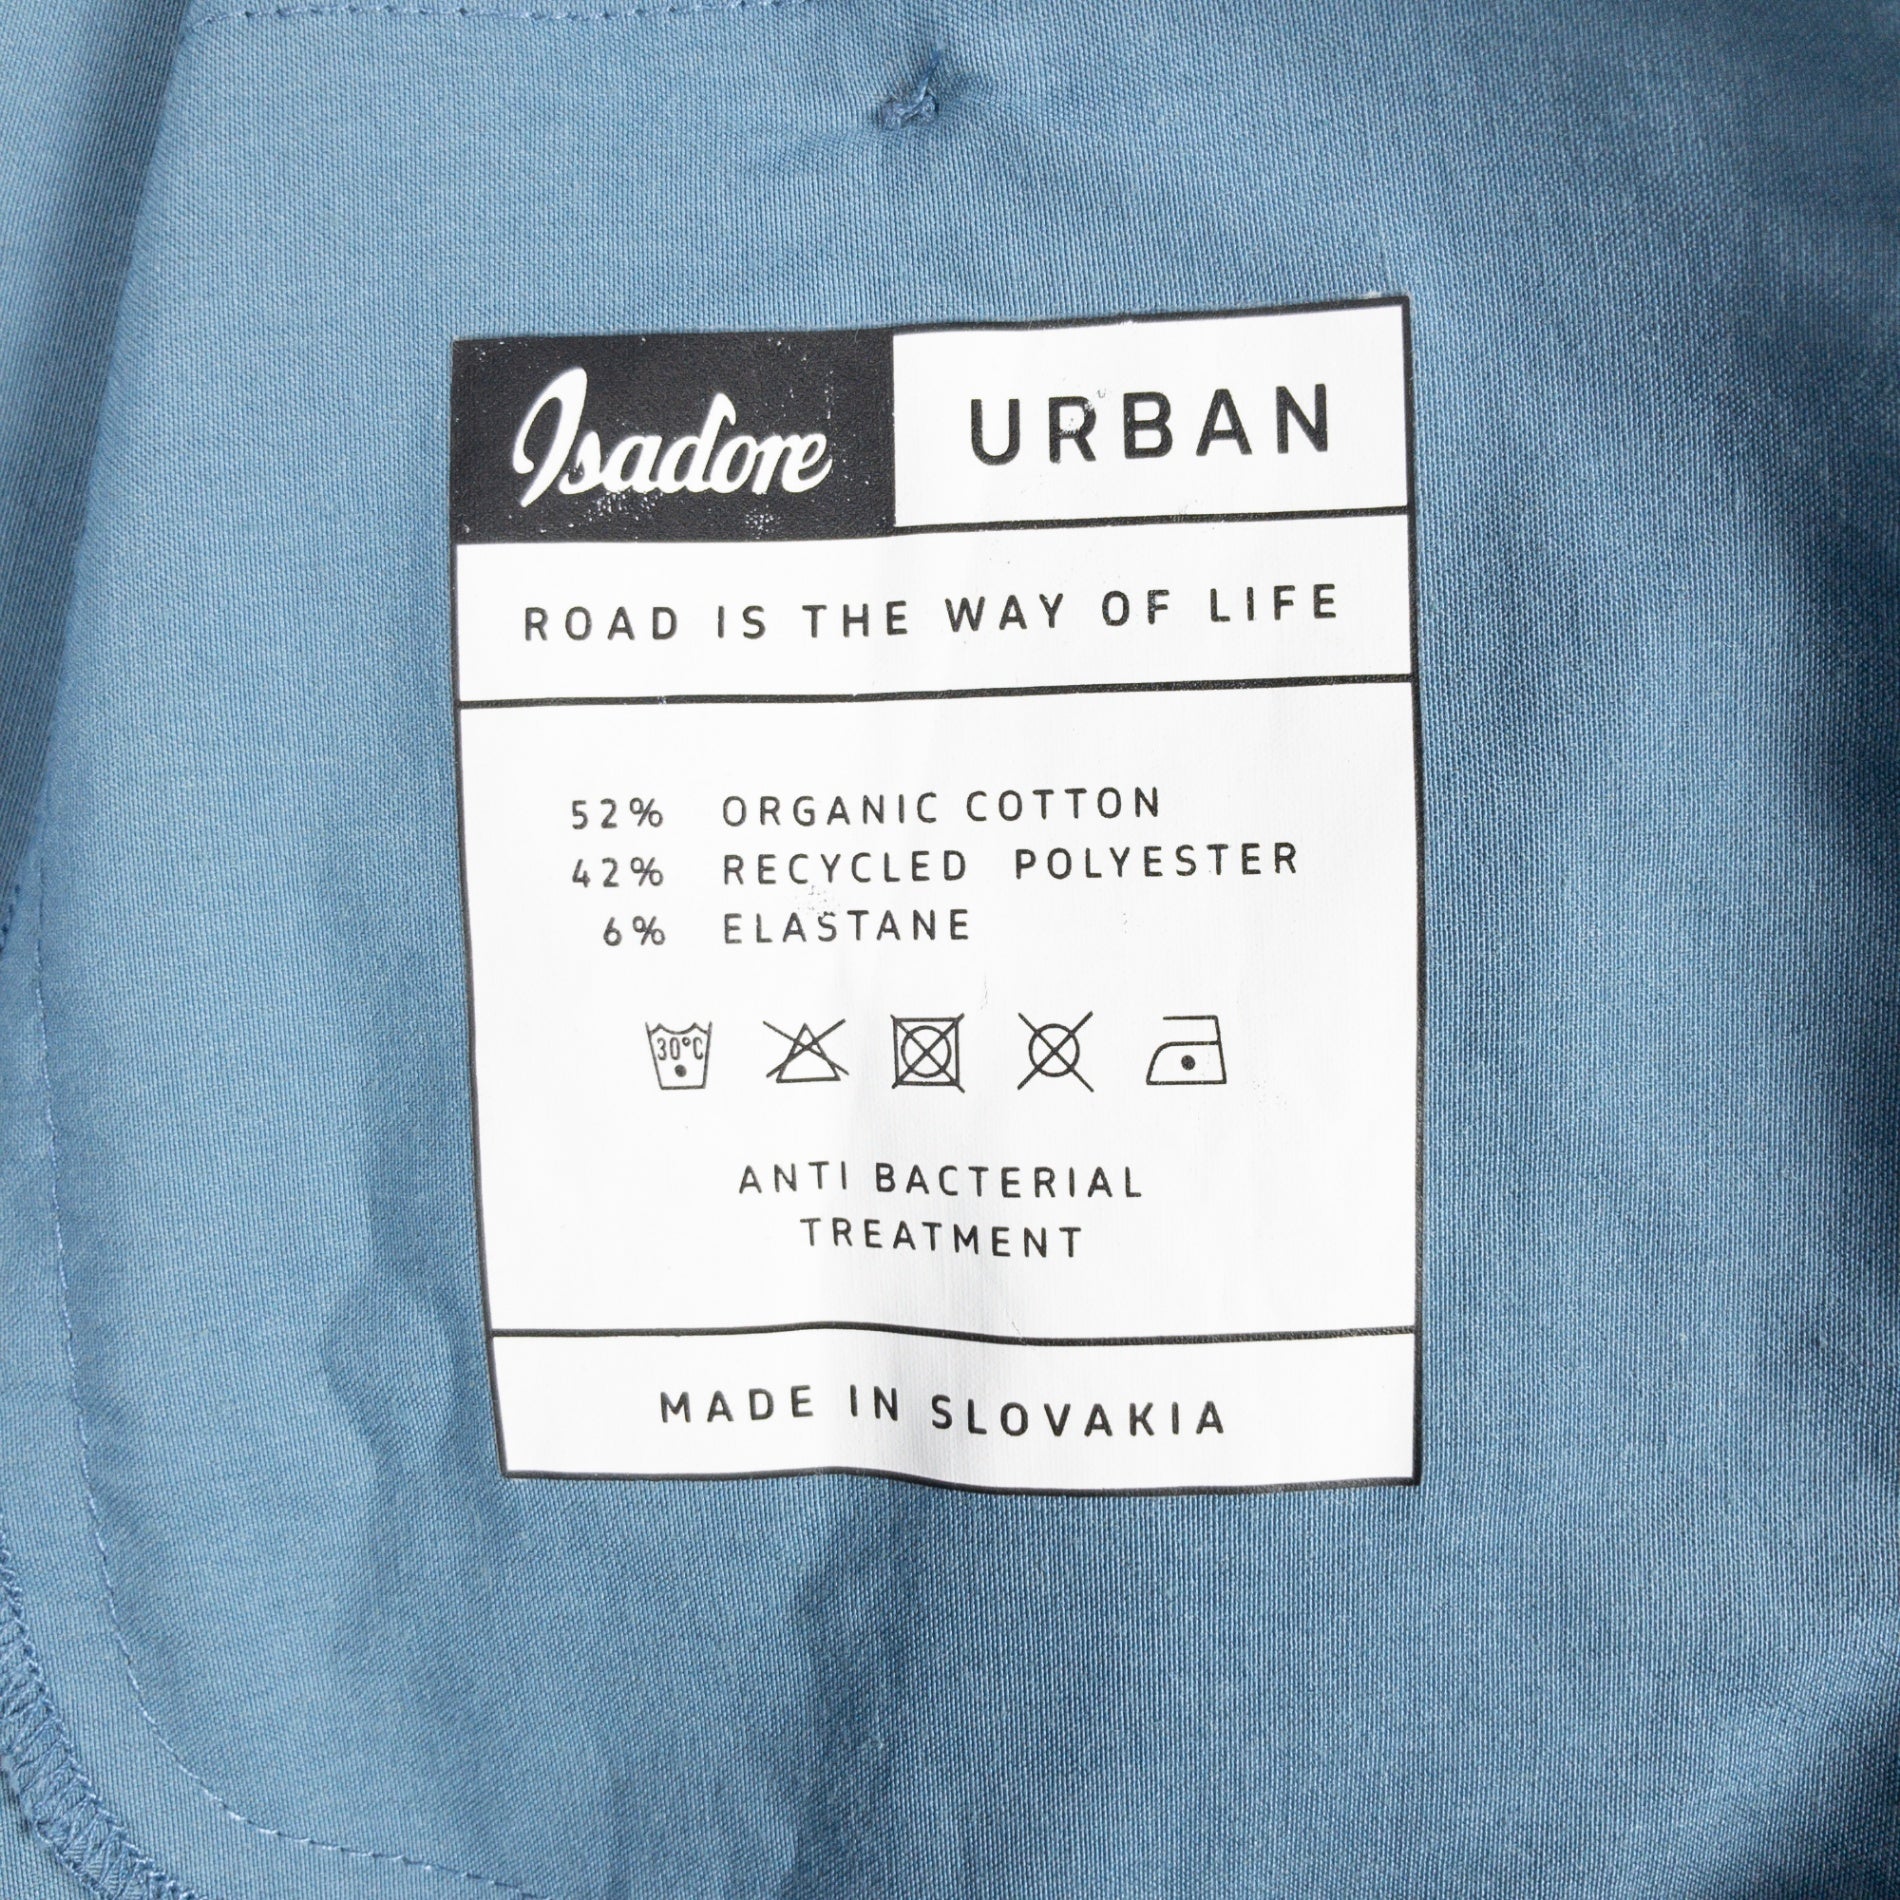 Isadore URBAN
ROAD IS THE WAY OF LIFE
52% ORGANIC COTTON
42% RECYCLED POLYESTER
6% ELASTANE
30°C
ANTI BACTERIAL
TREATMENT
MADE IN SLOVAKIA